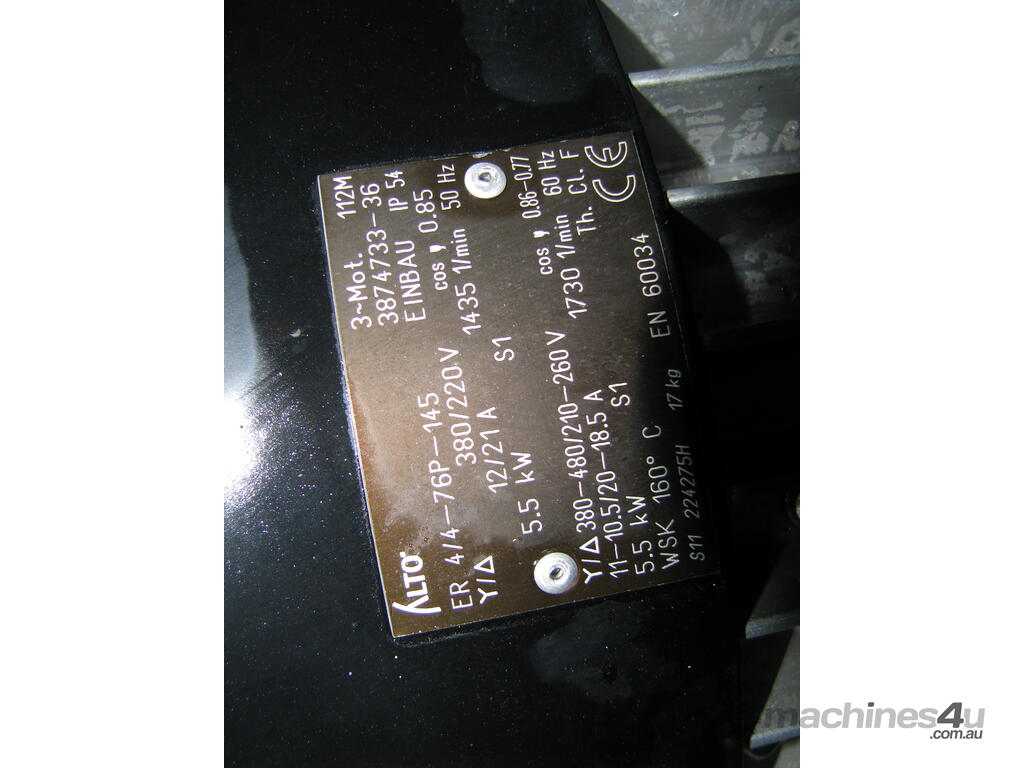 ALTO 3~Mot. 112M
ER 4/4-76P-145 3874733-36
Y/Δ 380/220 V EINBAU IP 54
12/21 A cos φ 0.85
5.5 kW S1 1435 1/min 50 Hz
Y/Δ 380-480/210-260 V cos φ 0.86-0.77
11-10.5/20-18.5 A 1730 1/min 60 Hz
5.5 kW S1 Th. Cl. F
WSK 160° C EN 60034 CE
S11 224275H 17 kg
machines4u
.com.au